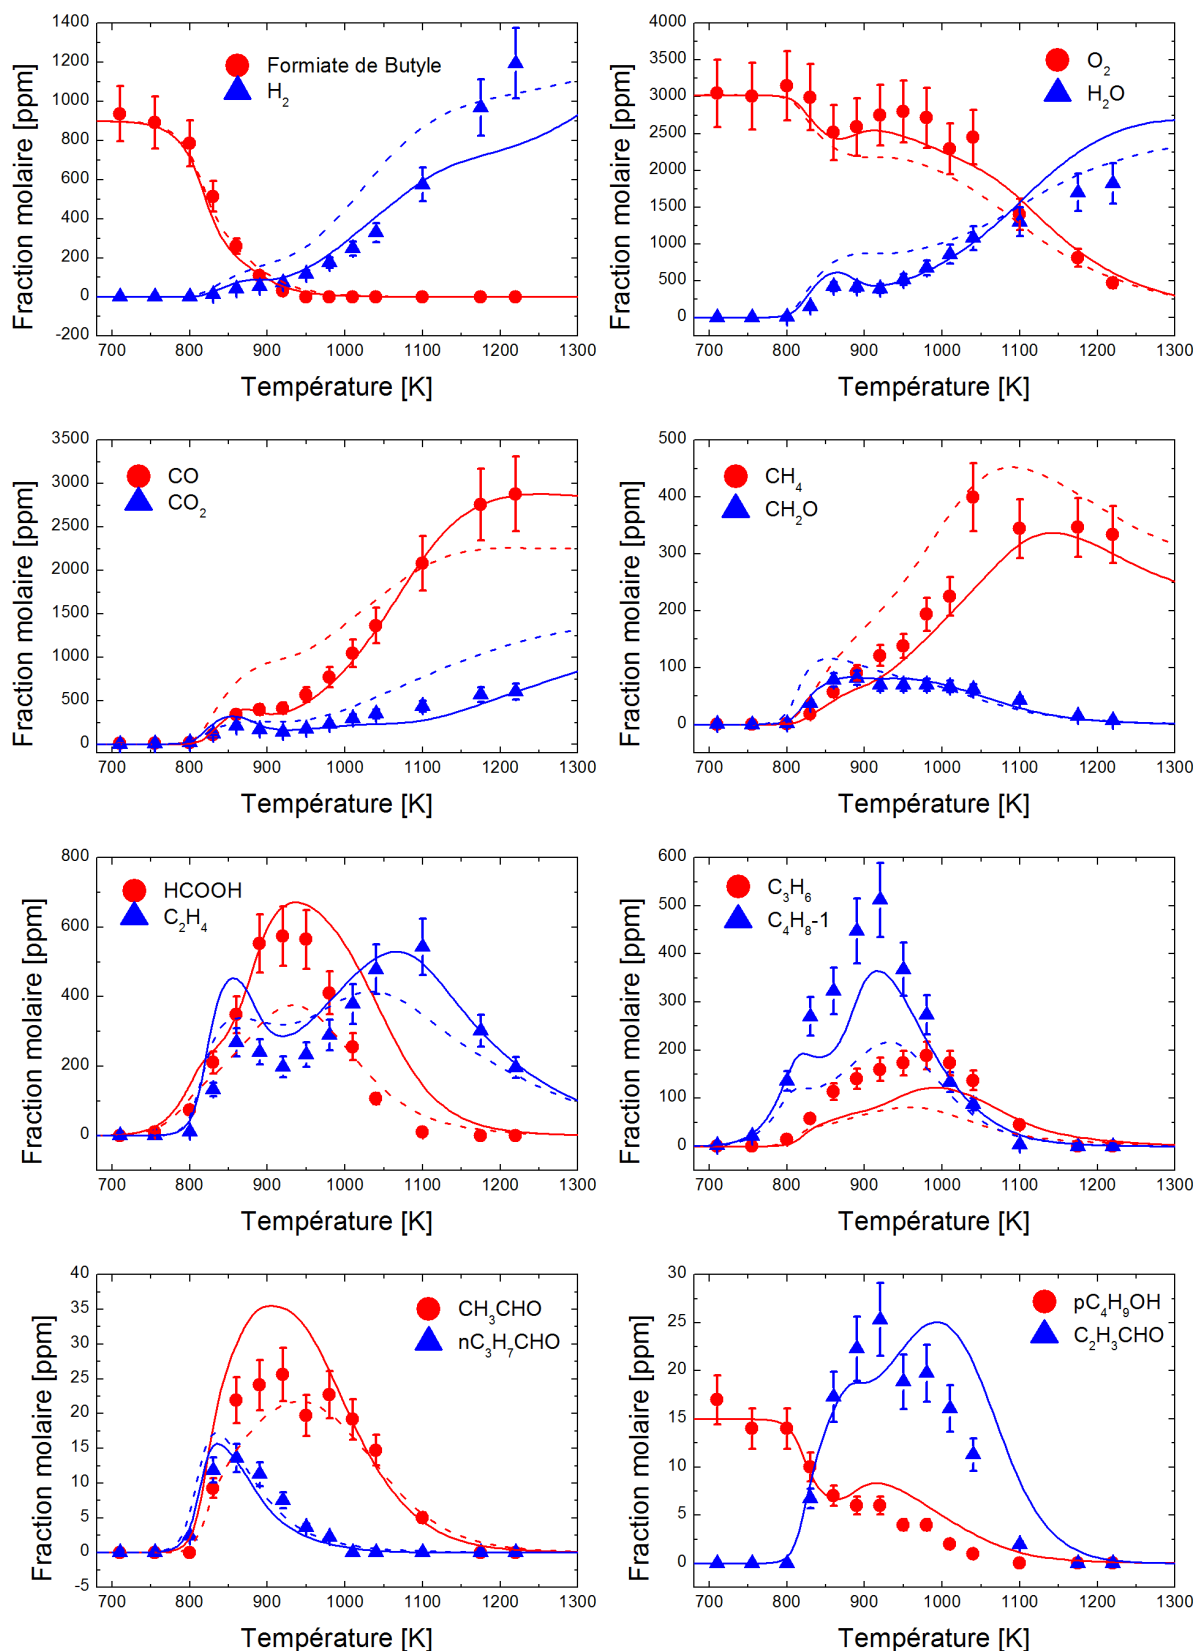 Formiate de Butyle
H2
Fraction molaire [ppm]
1400
1200
1000
800
600
400
200
0
-200
700 800 900 1000 1100 1200 1300
Température [K]
O2
H2O
Fraction molaire [ppm]
4000
3500
3000
2500
2000
1500
1000
500
0
700 800 900 1000 1100 1200 1300
Température [K]
CO
CO2
Fraction molaire [ppm]
3500
3000
2500
2000
1500
1000
500
0
700 800 900 1000 1100 1200 1300
Température [K]
CH4
CH2O
Fraction molaire [ppm]
500
400
300
200
100
0
700 800 900 1000 1100 1200 1300
Température [K]
HCOOH
C2H4
Fraction molaire [ppm]
800
600
400
200
0
700 800 900 1000 1100 1200 1300
Température [K]
C3H6
C4H8-1
Fraction molaire [ppm]
600
500
400
300
200
100
0
700 800 900 1000 1100 1200 1300
Température [K]
CH3CHO
nC3H7CHO
Fraction molaire [ppm]
40
35
30
25
20
15
10
5
0
-5
700 800 900 1000 1100 1200 1300
Température [K]
pC4H9OH
C2H3CHO
Fraction molaire [ppm]
30
25
20
15
10
5
0
700 800 900 1000 1100 1200 1300
Température [K]